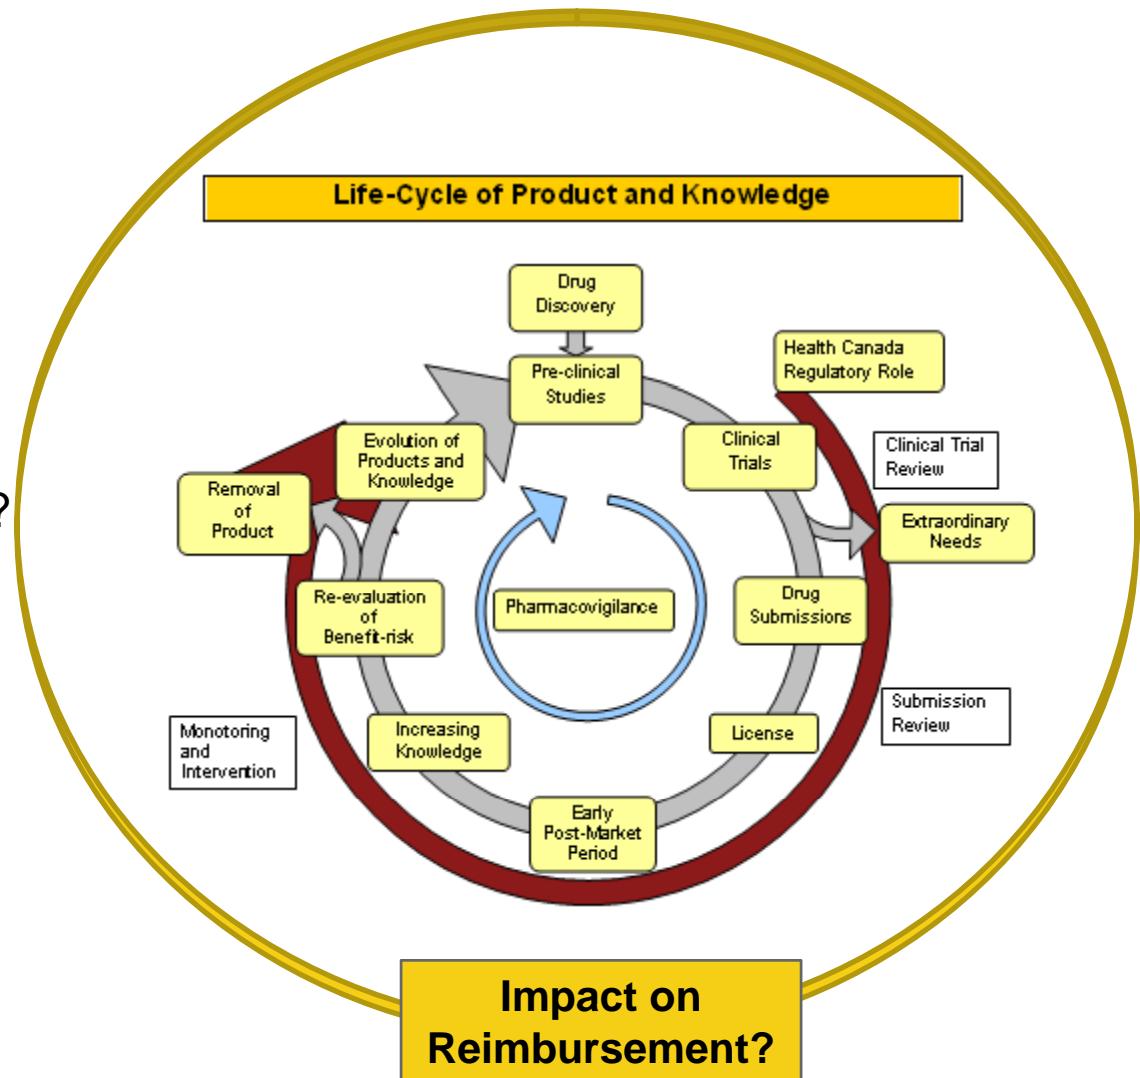 Life-Cycle of Product and Knowledge
Drug
Discovery
Pre-clinical
Studies
Health Canada
Regulatory Role
Clinical
Trials
Clinical Trial
Review
Extraordinary
Needs
Evolution of
Products and
Knowledge
Removal
of
Product
?
Re-evaluation
of
Benefit-risk
Pharmacovigilance
Drug
Submissions
Submission
Review
License
Increasing
Knowledge
Monotoring
and
Intervention
Early
Post-Market
Period
Impact on
Reimbursement?